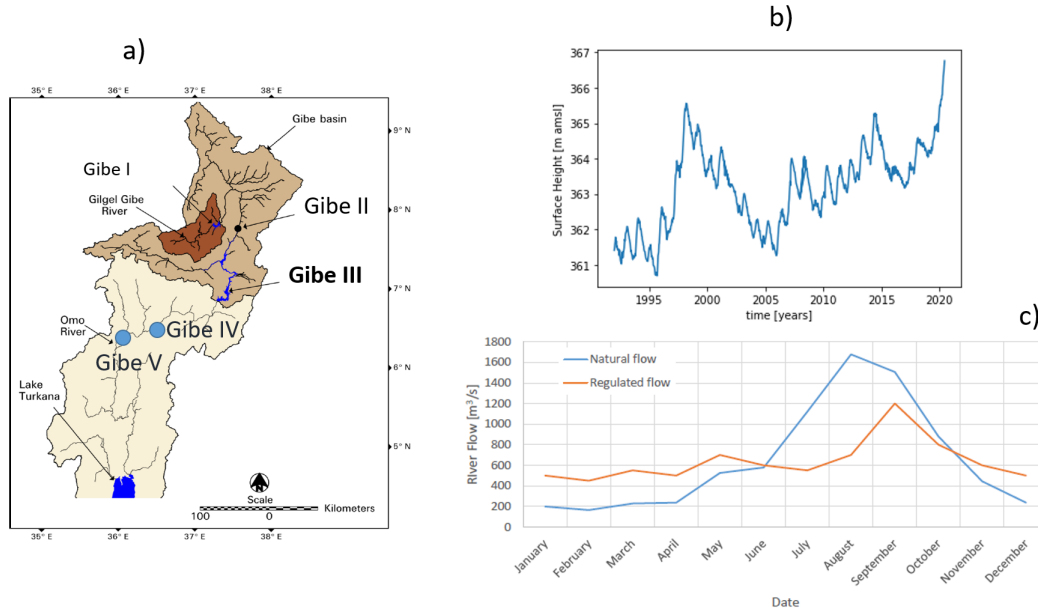 a)
35° E 36° E 37° E 38° E
Gibe basin
9° N
Gibe I
Gilgel Gibe
River
8° N
Gibe II
Gibe III
7° N
Omo
River
Gibe IV
Gibe V
6° N
Lake
Turkana
5° N
N
Scale
100 0 Kilometers
35° E 36° E 37° E 38° E
b)
367
366
365
364
363
362
361
Surface Height [m amsl]
1995 2000 2005 2010 2015 2020
time [years]
c)
1800
1600
1400
1200
1000
800
600
400
200
0
River Flow [m³/s]
Natural flow
Regulated flow
January February March April May June July August September October November December
Date